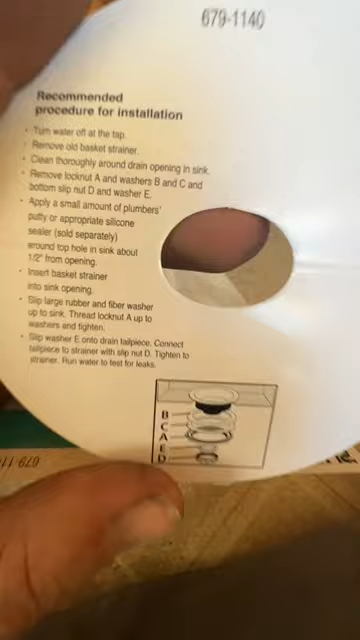 679-1140
Recommended
procedure for installation
· Turn water off at the tap.
· Remove old basket strainer.
· Clean thoroughly around drain opening in sink.
· Remove locknut A and washers B and C and
bottom slip nut D and washer E.
· Apply a small amount of plumbers'
putty or appropriate silicone
sealer (sold separately)
around top hole in sink about
1/2" from opening.
· Insert basket strainer
into sink opening.
· Slip large rubber and fiber washer
up to sink. Thread locknut A up to
washers and tighten.
· Slip washer E onto drain tailpiece. Connect
tailpiece to strainer with slip nut D. Tighten to
strainer. Run water to test for leaks.
B
C
A
E
D